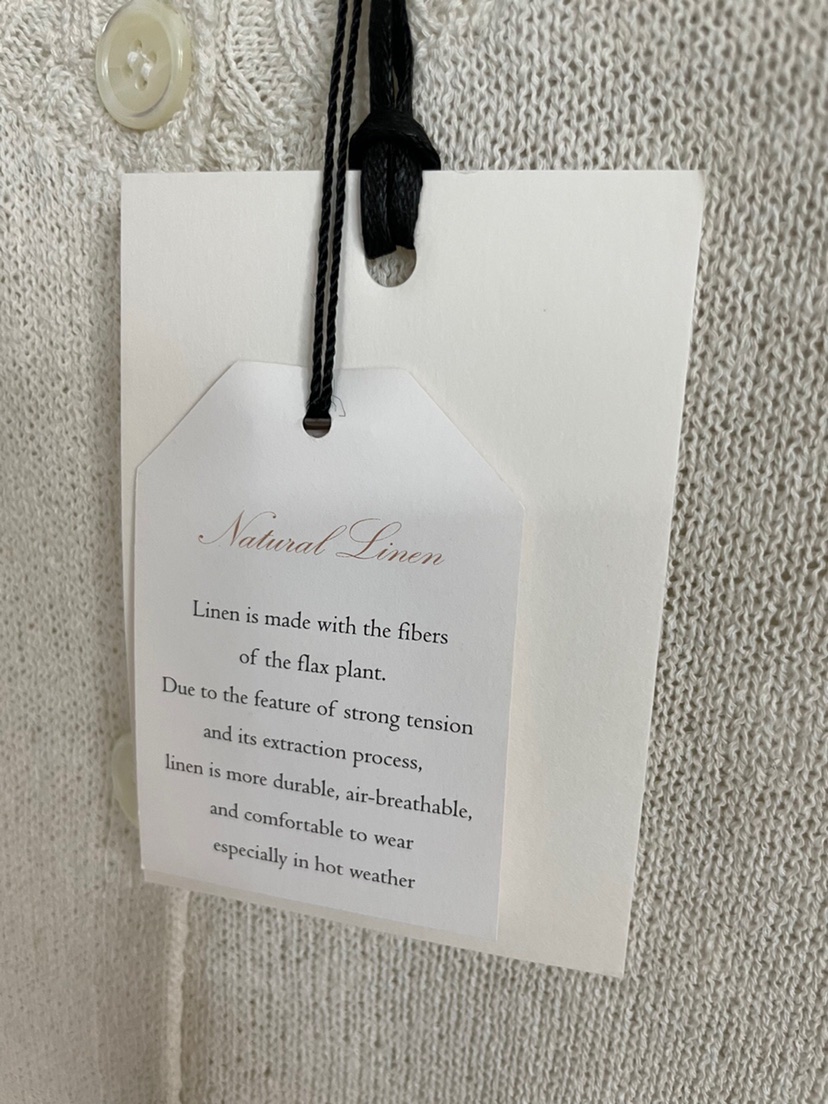 Natural Linen
Linen is made with the fibers
of the flax plant.
Due to the feature of strong tension
and its extraction process,
linen is more durable, air-breathable,
and comfortable to wear
especially in hot weather